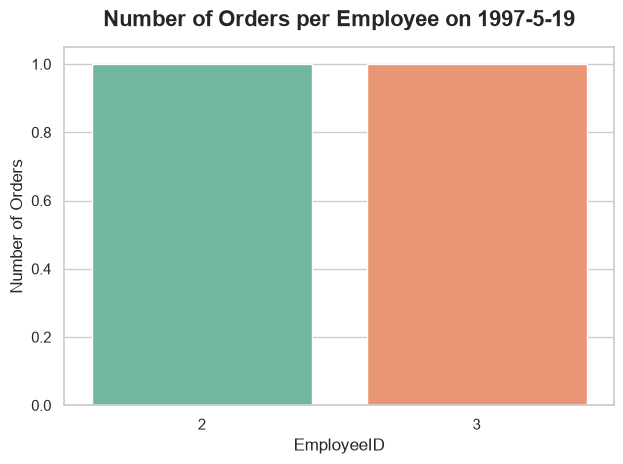 Number of Orders per Employee on 1997-5-19
Number of Orders
1.0
0.8
0.6
0.4
0.2
0.0
2 3
EmployeeID